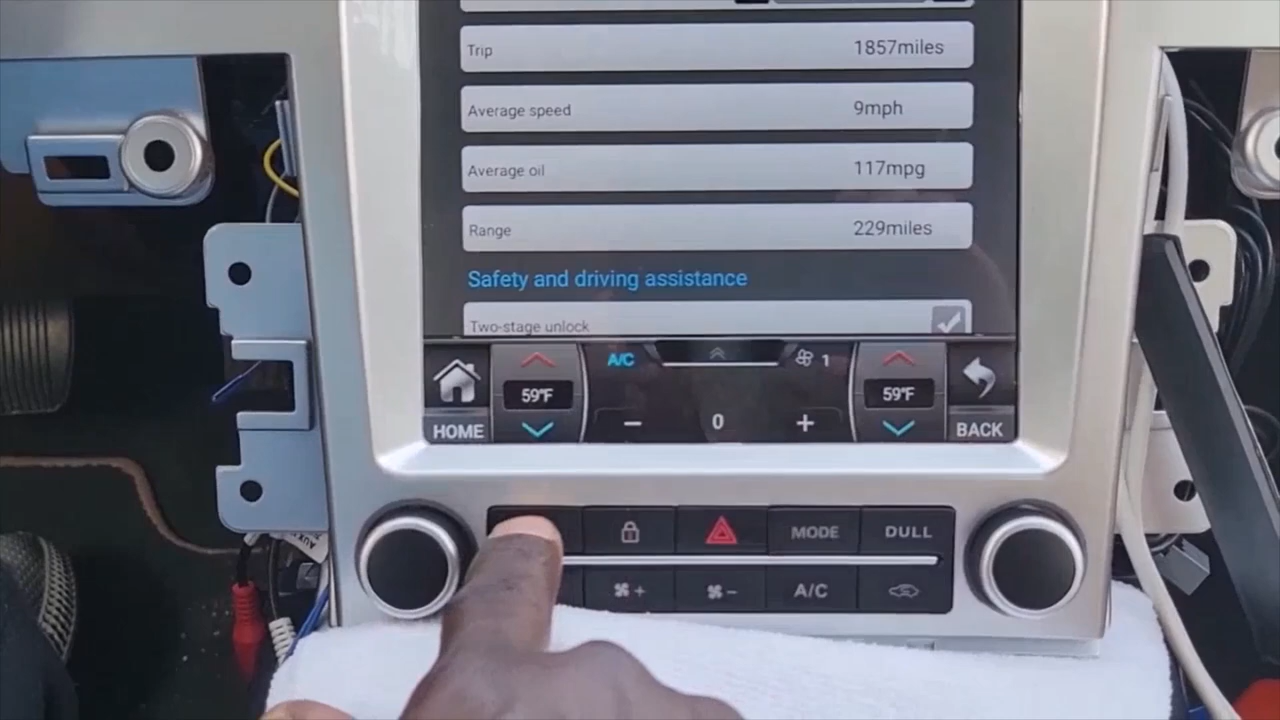 Trip 1857miles
Average speed 9mph
Average oil 117mpg
Range 229miles
Safety and driving assistance
Two-stage unlock
A/C 1
59°F 59°F
HOME − 0 + BACK
MODE DULL
+ − A/C
AUX